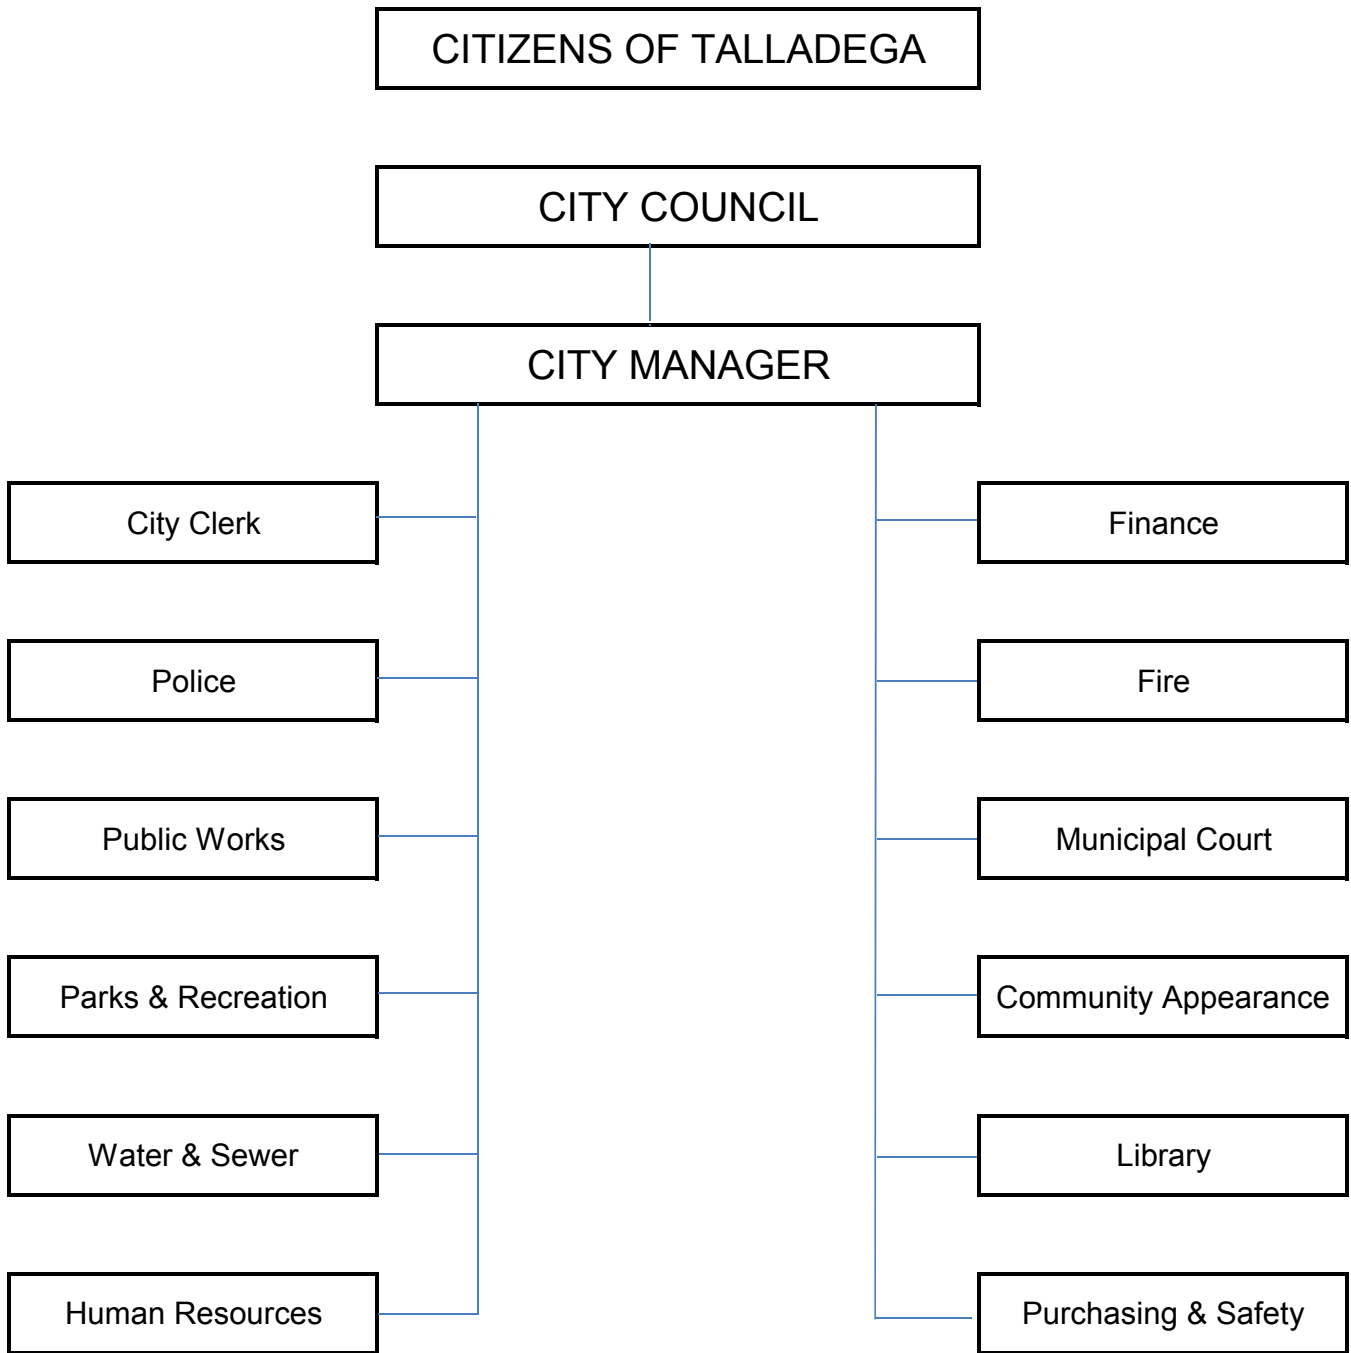 CITIZENS OF TALLADEGA
CITY COUNCIL
CITY MANAGER
City Clerk
Finance
Police
Fire
Public Works
Municipal Court
Parks & Recreation
Community Appearance
Water & Sewer
Library
Human Resources
Purchasing & Safety